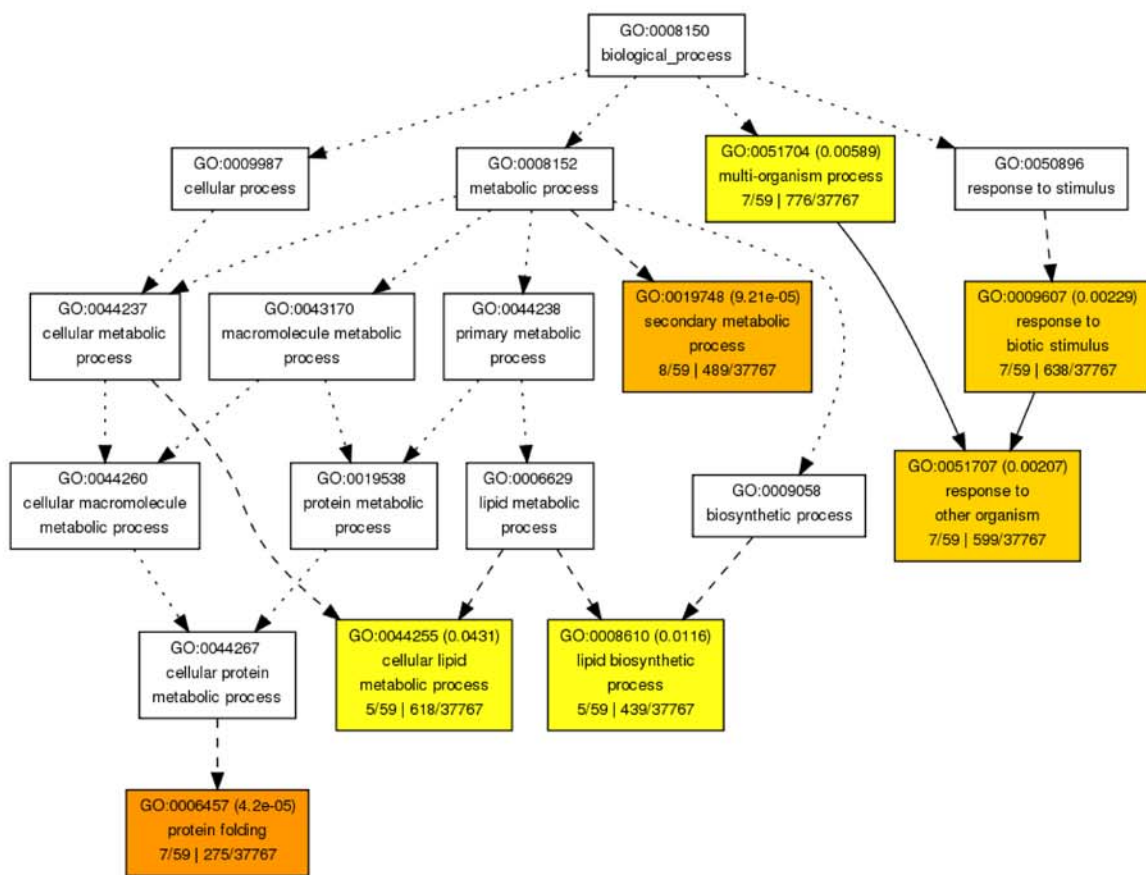 GO:0008150
biological_process
GO:0009987
cellular process
GO:0008152
metabolic process
GO:0051704 (0.00589)
multi-organism process
7/59 | 776/37767
GO:0050896
response to stimulus
GO:0044237
cellular metabolic
process
GO:0043170
macromolecule metabolic
process
GO:0044238
primary metabolic
process
GO:0019748 (9.21e-05)
secondary metabolic
process
8/59 | 489/37767
GO:0009607 (0.00229)
response to
biotic stimulus
7/59 | 638/37767
GO:0044260
cellular macromolecule
metabolic process
GO:0019538
protein metabolic
process
GO:0006629
lipid metabolic
process
GO:0009058
biosynthetic process
GO:0051707 (0.00207)
response to
other organism
7/59 | 599/37767
GO:0044267
cellular protein
metabolic process
GO:0044255 (0.0431)
cellular lipid
metabolic process
5/59 | 618/37767
GO:0008610 (0.0116)
lipid biosynthetic
process
5/59 | 439/37767
GO:0006457 (4.2e-05)
protein folding
7/59 | 275/37767